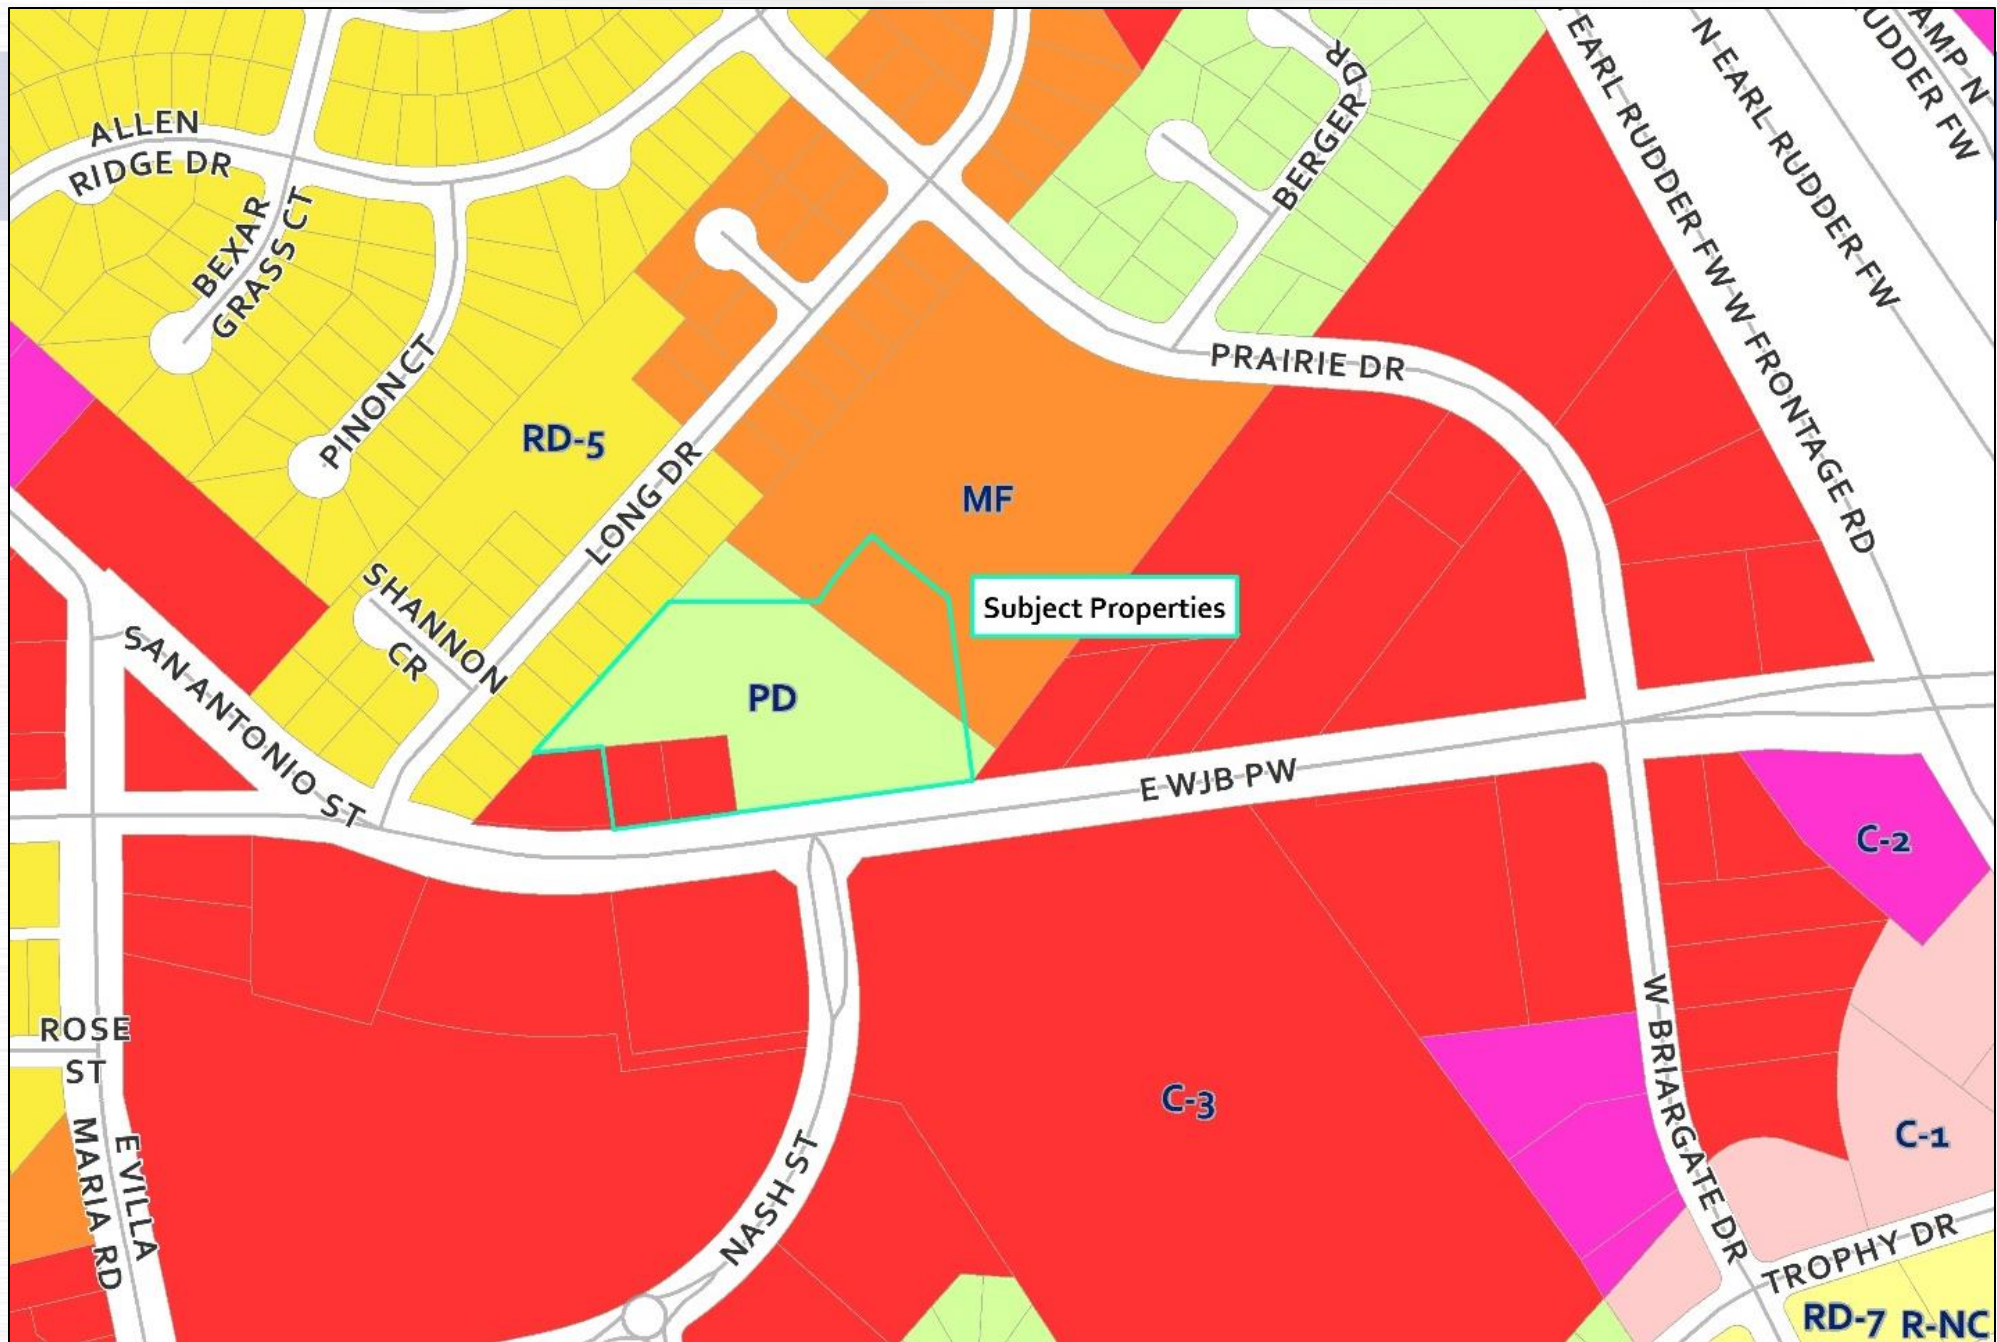 EARL RUDDER FW W FRONTAGE RD
N EARL RUDDER FW
RUDDER FW
AMP N
BERGER DR
ALLEN
RIDGE DR
BEXAR
GRASS CT
PINON CT
PRAIRIE DR
RD-5
LONG DR
MF
SHANNON
CR
Subject Properties
SAN ANTONIO ST
PD
E WJB PW
C-2
W BRIARGATE DR
ROSE
ST
C-3
C-1
E VILLA
MARIA RD
NASH ST
TROPHY DR
RD-7
R-NC